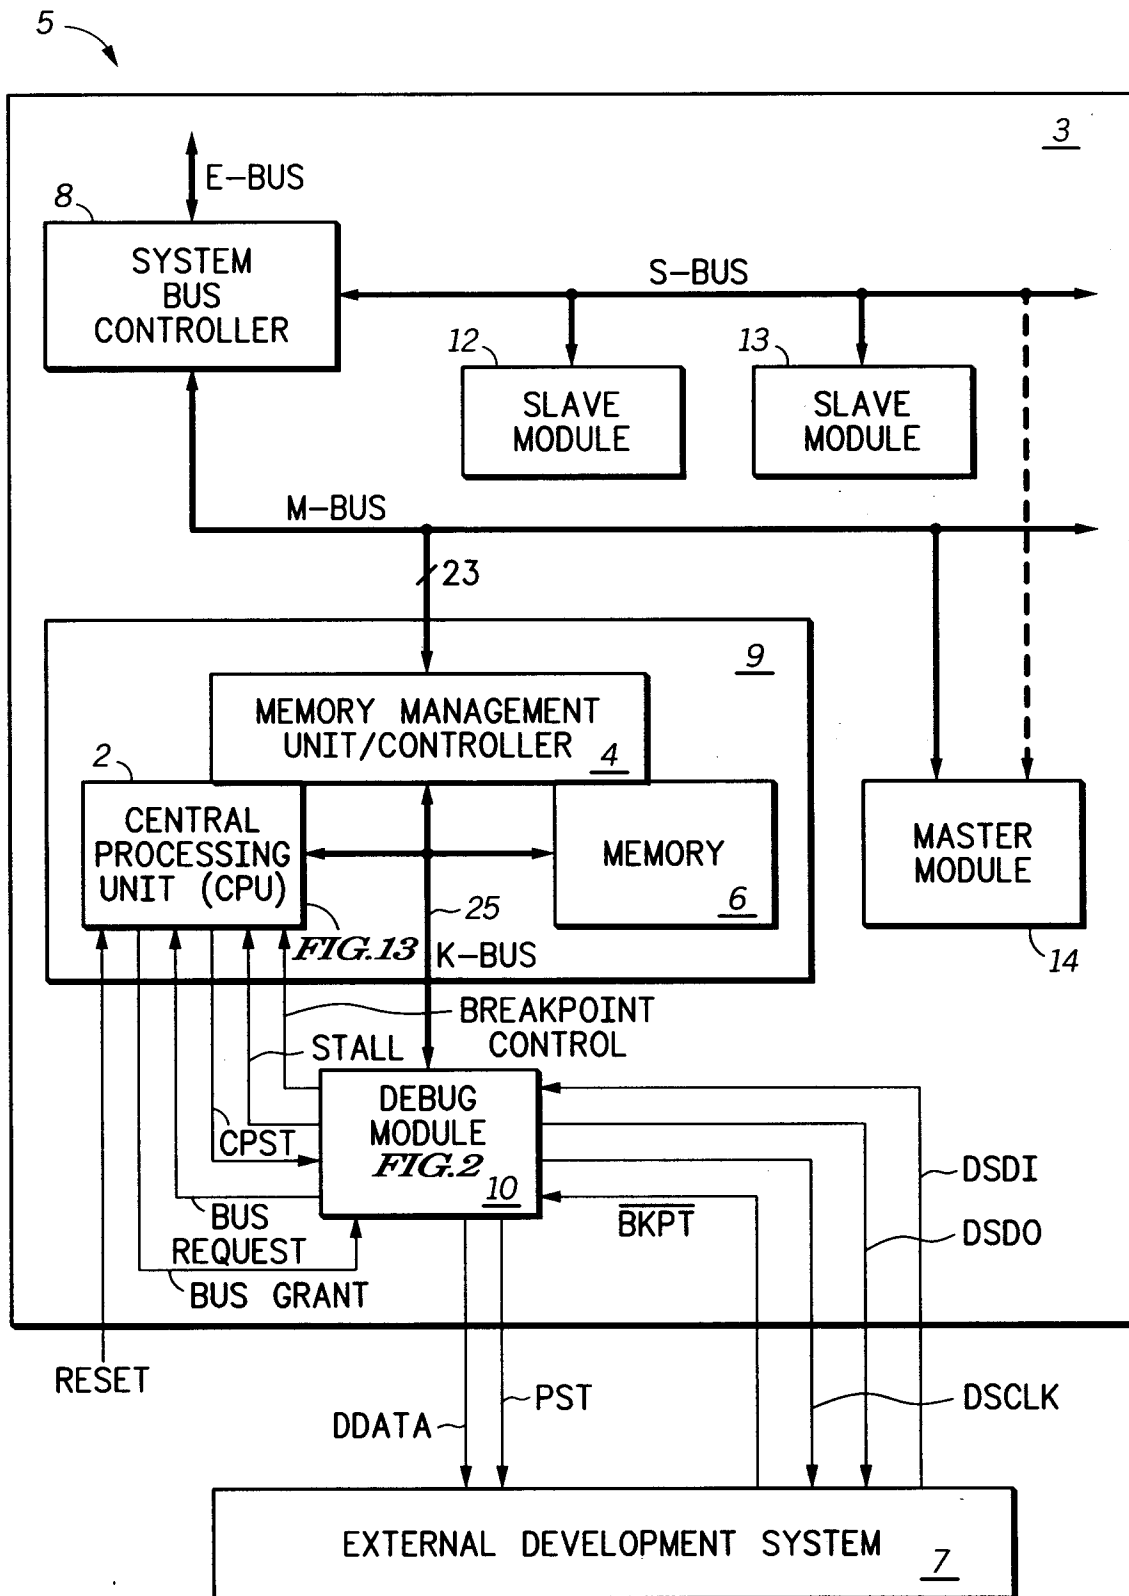 5
3
E-BUS
8
SYSTEM
BUS
CONTROLLER
S-BUS
12
SLAVE
MODULE
13
SLAVE
MODULE
M-BUS
23
9
MEMORY MANAGEMENT
UNIT/CONTROLLER
4
2
CENTRAL
PROCESSING
UNIT (CPU)
MEMORY
6
MASTER
MODULE
14
25
FIG.13
K-BUS
BREAKPOINT
CONTROL
STALL
CPST
DEBUG
MODULE
FIG.2
10
BUS
REQUEST
BUS GRANT
BKPT
DSDI
DSDO
RESET
DDATA
PST
DSCLK
EXTERNAL DEVELOPMENT SYSTEM
7